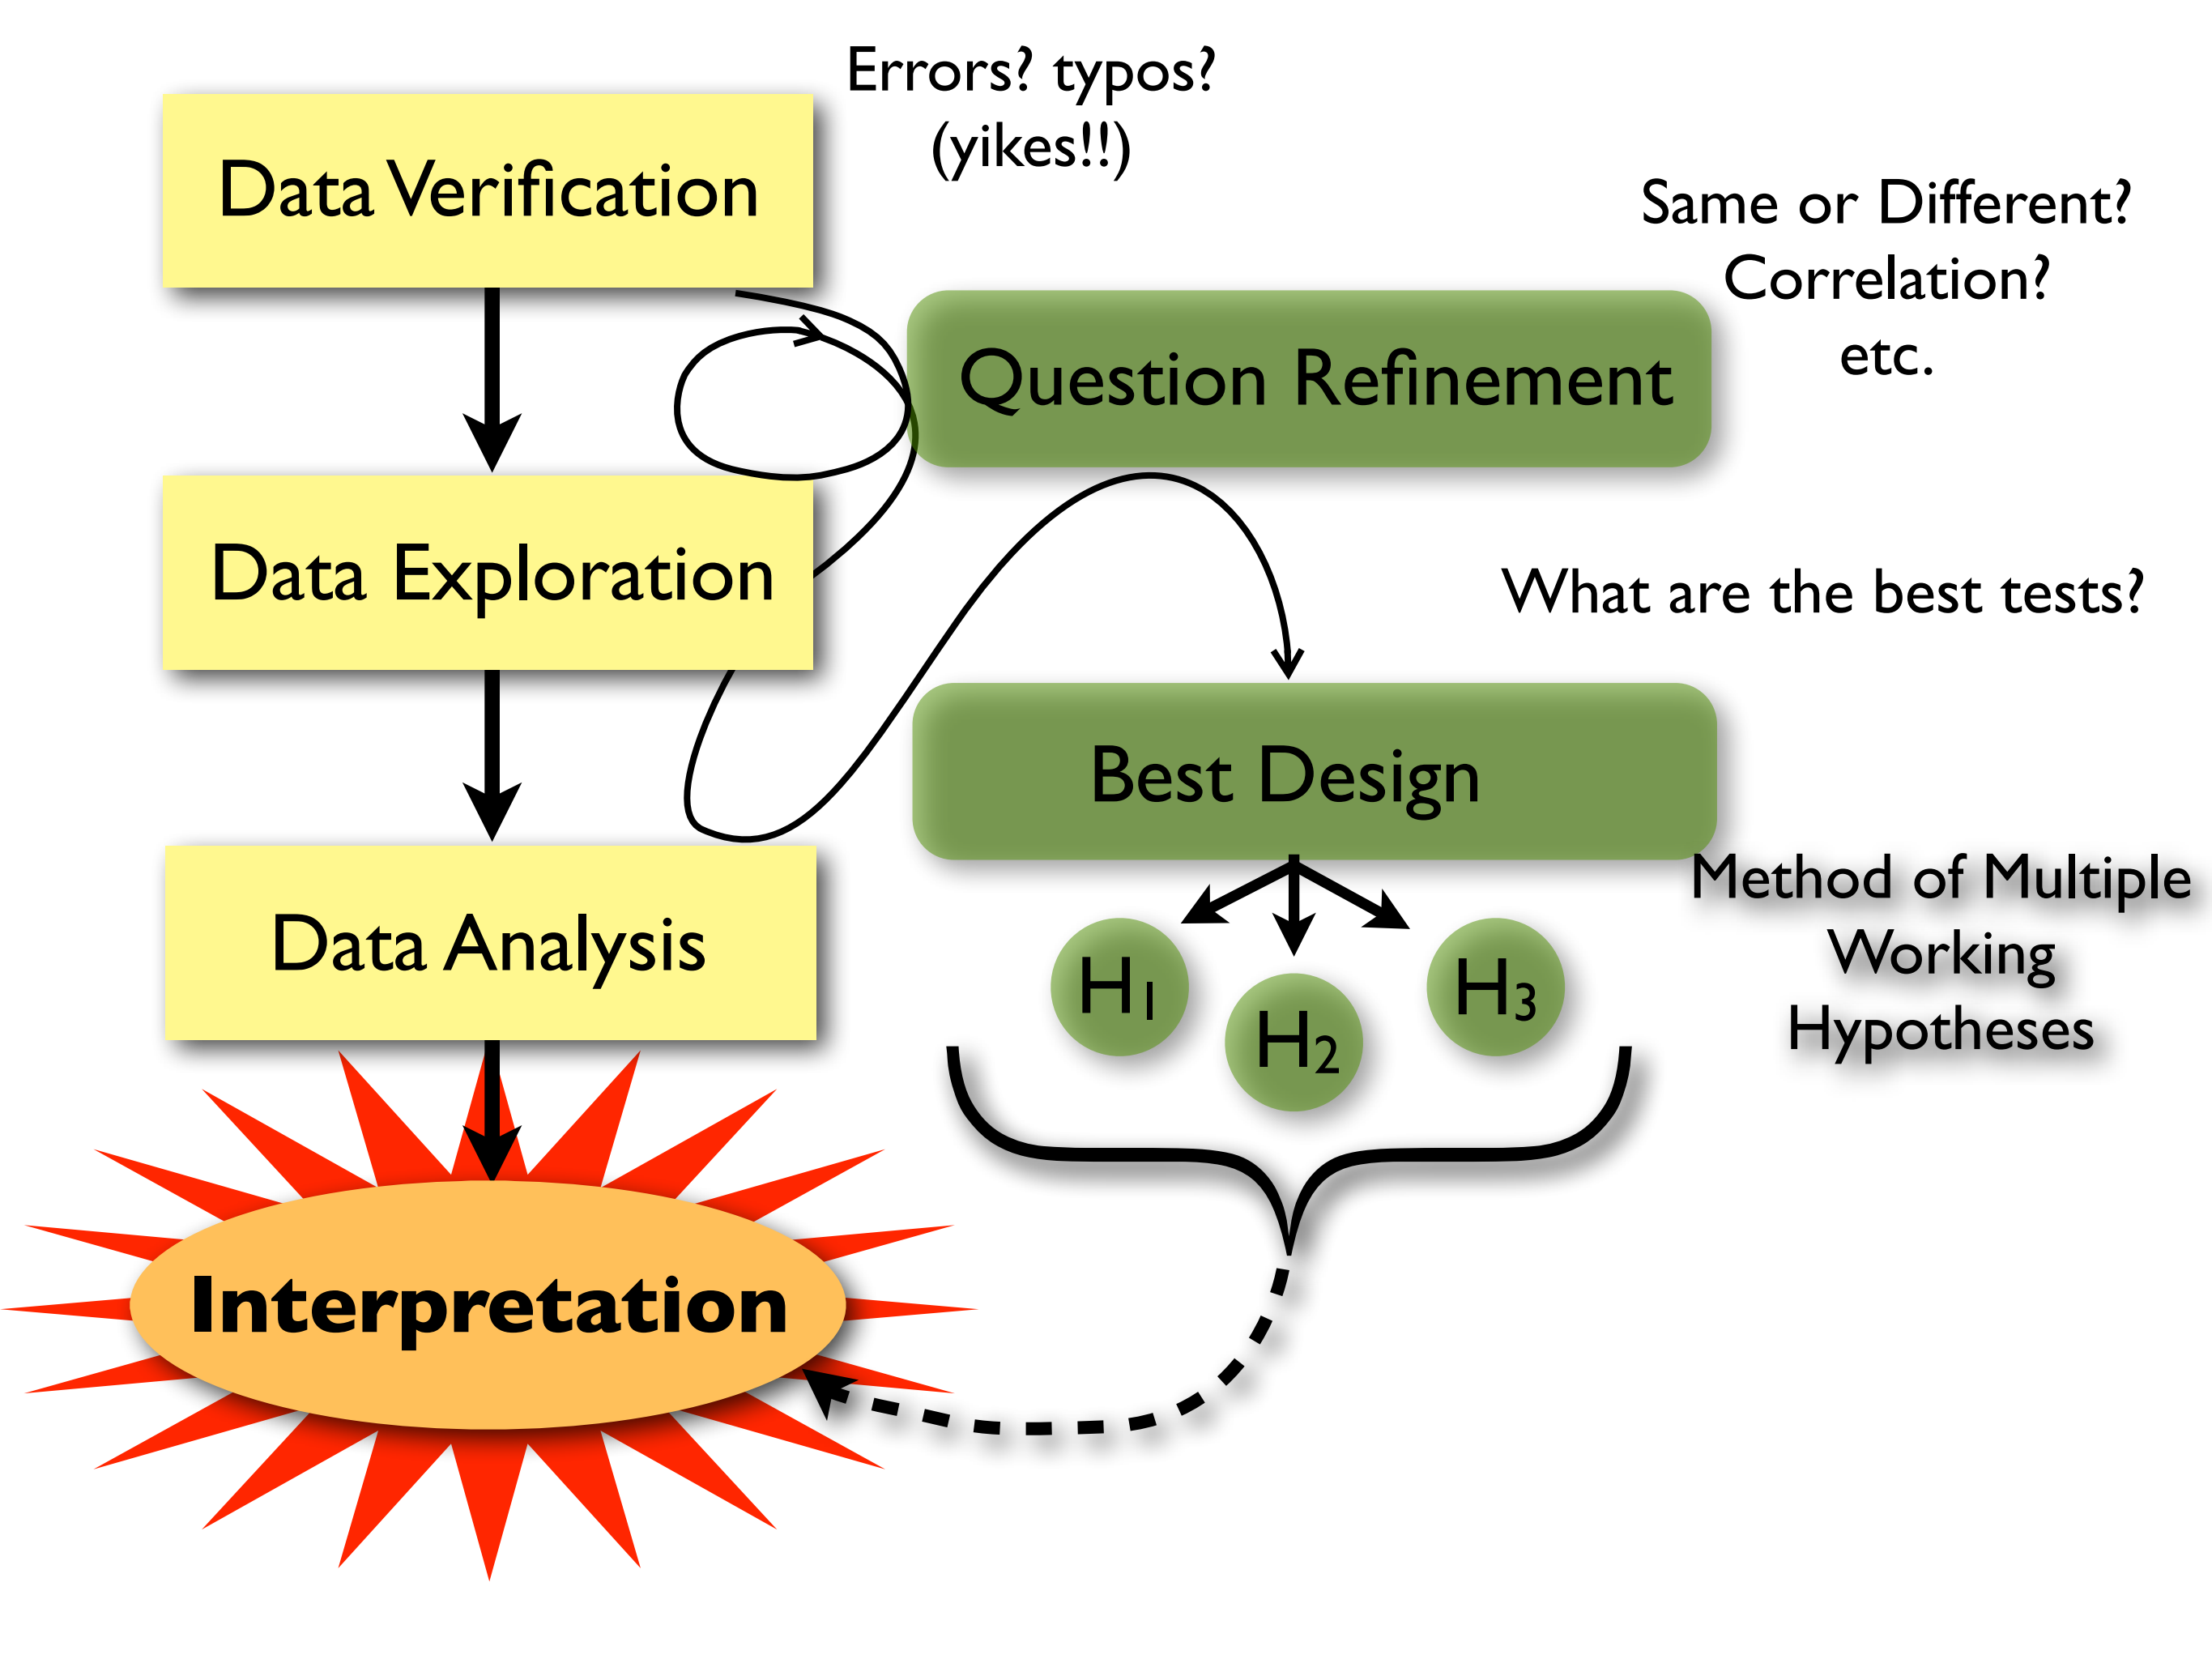 Errors? typos?
(yikes!!)
Data Verification
Same or Different?
Correlation?
etc.
Question Refinement
Data Exploration
What are the best tests?
Best Design
Method of Multiple
Working
Hypotheses
Data Analysis
H1
H2
H3
Interpretation